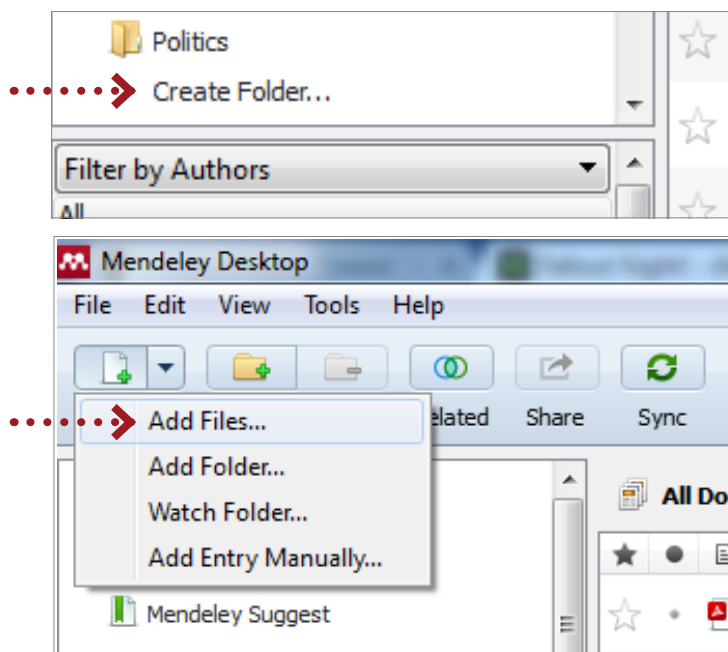 Politics
Create Folder...
Filter by Authors
All
Mendeley Desktop
File Edit View Tools Help
elated Share Sync
Add Files...
Add Folder...
Watch Folder...
Add Entry Manually...
All Do
Mendeley Suggest